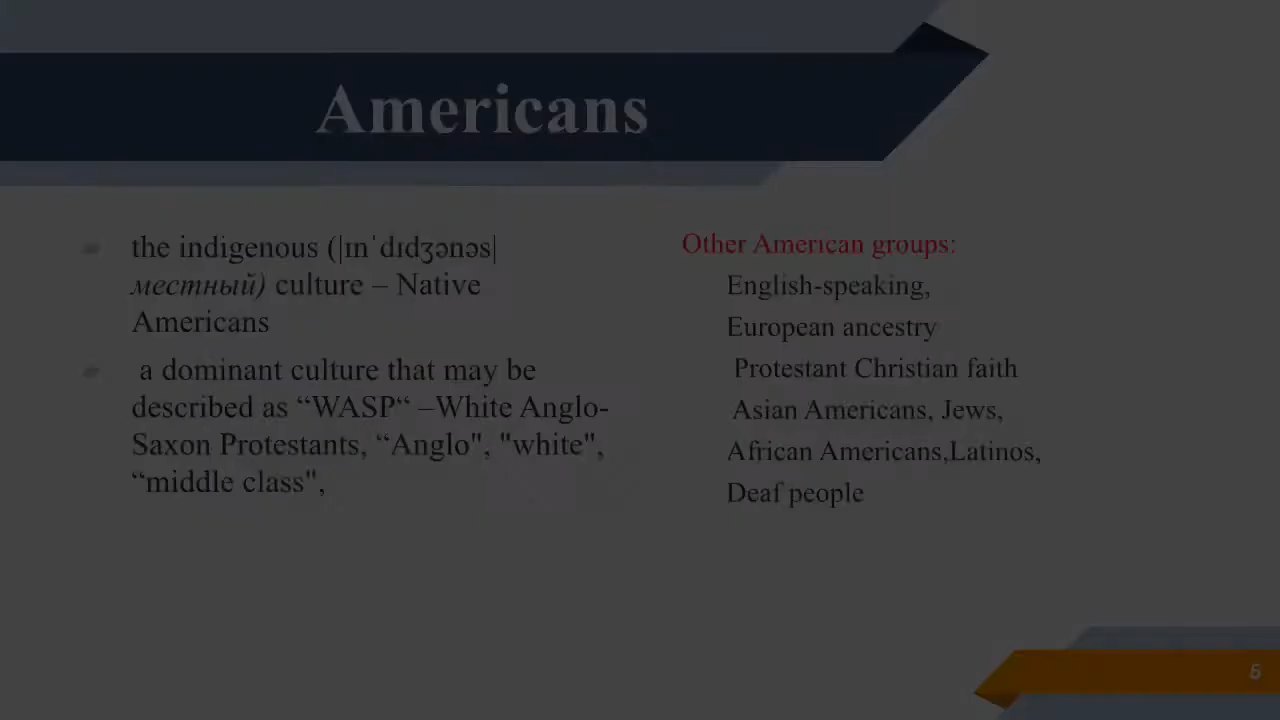 Americans
the indigenous (|ɪnˈdɪdʒənəs|
местный) culture – Native
Americans
a dominant culture that may be
described as “WASP“ –White Anglo-
Saxon Protestants, “Anglo", "white",
“middle class",
Other American groups:
English-speaking,
European ancestry
Protestant Christian faith
Asian Americans, Jews,
African Americans,Latinos,
Deaf people
6